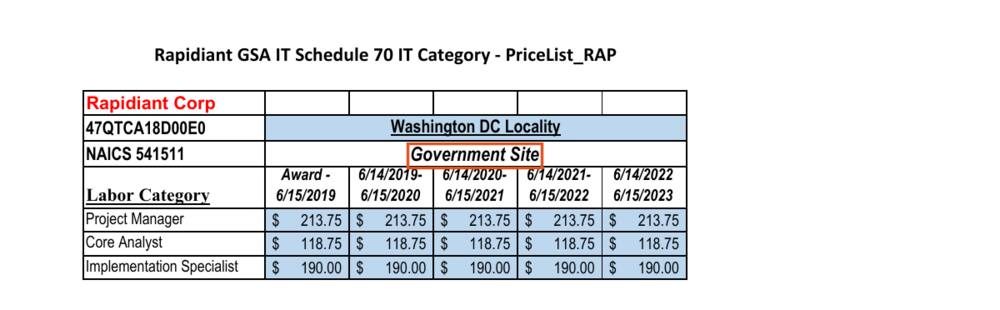 Rapidiant GSA IT Schedule 70 IT Category - PriceList_RAP
Rapidiant Corp
47QTCA18D00E0 Washington DC Locality
NAICS 541511 Government Site
Award - 6/14/2019- 6/14/2020- 6/14/2021- 6/14/2022
Labor Category 6/15/2019 6/15/2020 6/15/2021 6/15/2022 6/15/2023
Project Manager $ 213.75 $ 213.75 $ 213.75 $ 213.75 $ 213.75
Core Analyst $ 118.75 $ 118.75 $ 118.75 $ 118.75 $ 118.75
Implementation Specialist $ 190.00 $ 190.00 $ 190.00 $ 190.00 $ 190.00